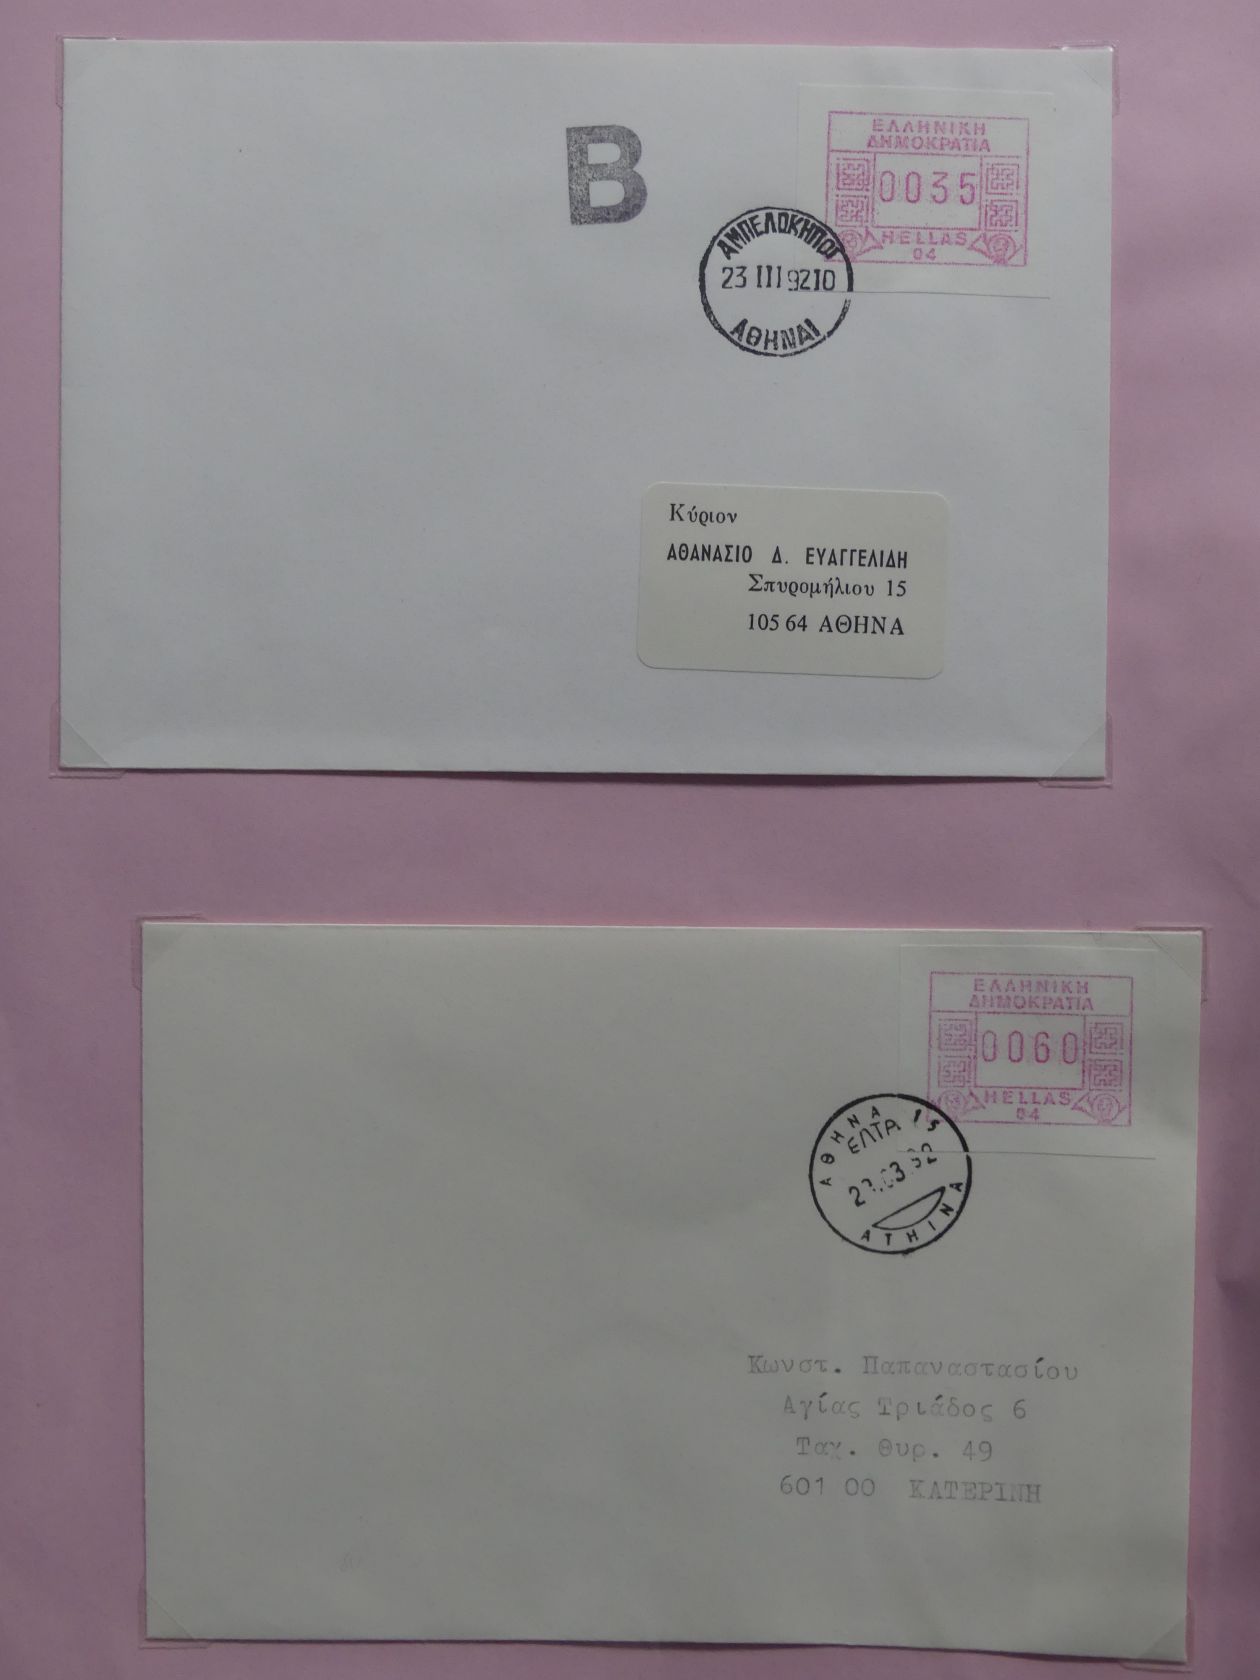 B
ΕΛΛΗΝΙΚΗ
ΔΗΜΟΚΡΑΤΙΑ
0035
HELLAS
04
ΑΜΠΕΛΟΚΗΠΟΙ
23 III 92 10
ΑΘΗΝΑΙ
Κύριον
ΑΘΑΝΑΣΙΟ Δ. ΕΥΑΓΓΕΛΙΔΗ
Σπυρομήλιου 15
105 64 ΑΘΗΝΑ
ΕΛΛΗΝΙΚΗ
ΔΗΜΟΚΡΑΤΙΑ
0060
HELLAS
04
ΑΘΗΝΑ 15
ΕΛΤΑ
ATHINA
Κωνστ. Παπαναστασίου
Αγίας Τριάδος 6
Ταχ. Θυρ. 49
601 00 ΚΑΤΕΡΙΝΗ